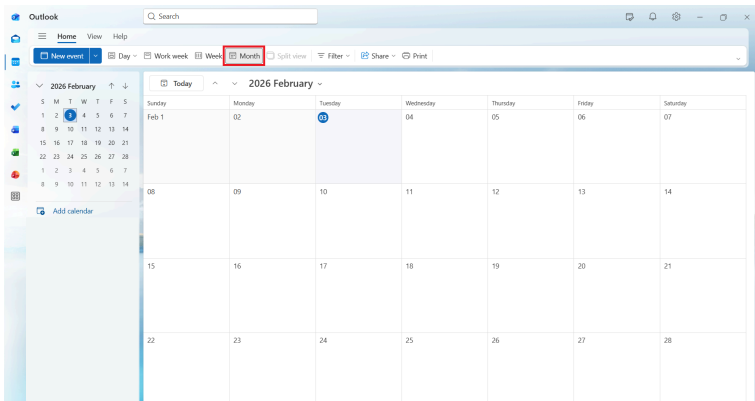 Outlook
Search
Home View Help
New event Day Work week Week Month Split view Filter Share Print
2026 February
S M T W T F S
1 2 3 4 5 6 7
8 9 10 11 12 13 14
15 16 17 18 19 20 21
22 23 24 25 26 27 28
1 2 3 4 5 6 7
8 9 10 11 12 13 14
Add calendar
Today 2026 February
Sunday Monday Tuesday Wednesday Thursday Friday Saturday
Feb 1 02 03 04 05 06 07
08 09 10 11 12 13 14
15 16 17 18 19 20 21
22 23 24 25 26 27 28